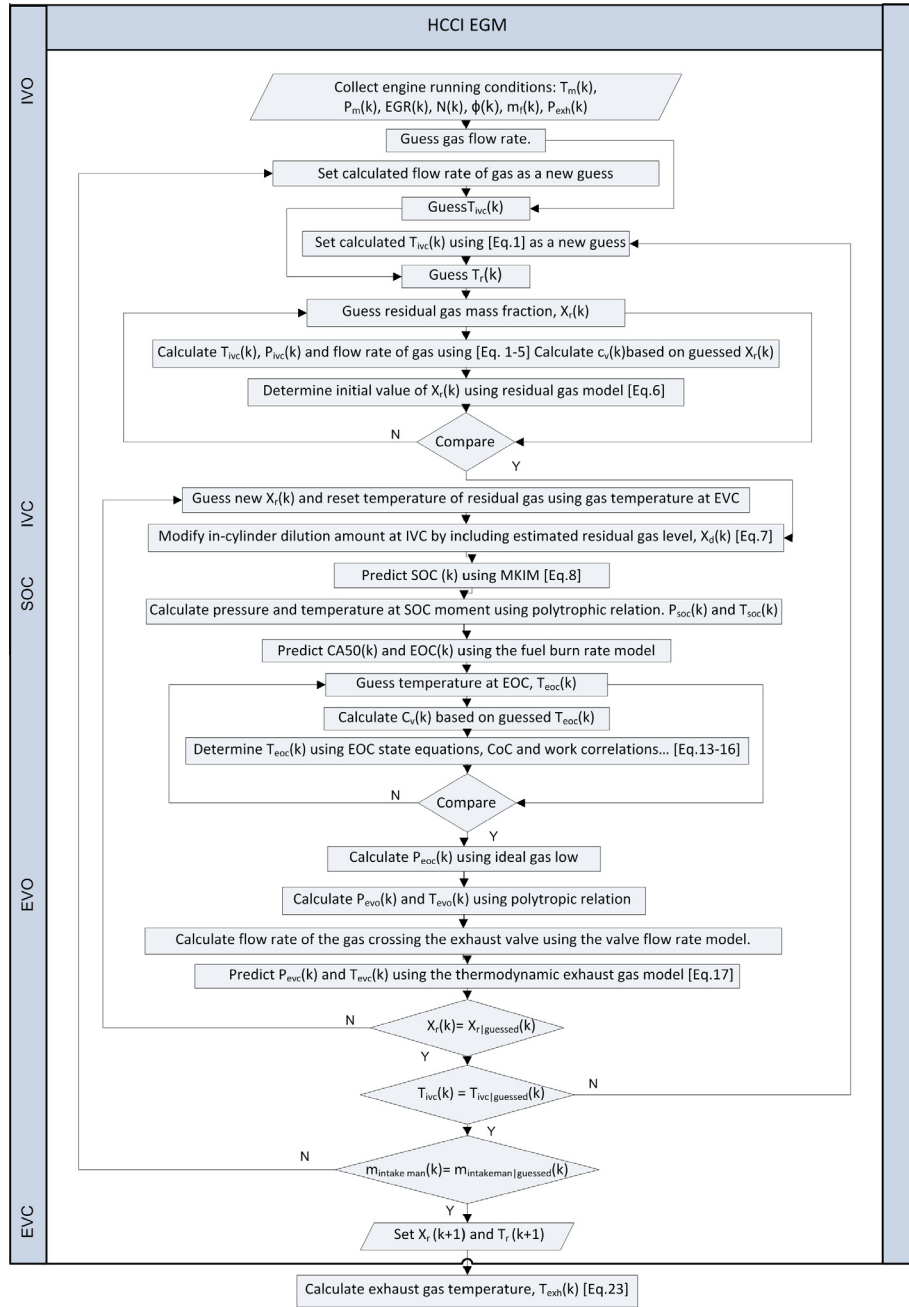 HCCI EGM
IVO
Collect engine running conditions: Tm(k),
Pm(k), EGR(k), N(k), ϕ(k), mf(k), Pexh(k)
Guess gas flow rate.
Set calculated flow rate of gas as a new guess
GuessTivc(k)
Set calculated Tivc(k) using [Eq.1] as a new guess
Guess Tr(k)
Guess residual gas mass fraction, Xr(k)
Calculate Tivc(k), Pivc(k) and flow rate of gas using [Eq. 1-5] Calculate cv(k)based on guessed Xr(k)
Determine initial value of Xr(k) using residual gas model [Eq.6]
N
Compare
Y
IVC
Guess new Xr(k) and reset temperature of residual gas using gas temperature at EVC
Modify in-cylinder dilution amount at IVC by including estimated residual gas level, Xd(k) [Eq.7]
SOC
Predict SOC (k) using MKIM [Eq.8]
Calculate pressure and temperature at SOC moment using polytrophic relation. Psoc(k) and Tsoc(k)
Predict CA50(k) and EOC(k) using the fuel burn rate model
Guess temperature at EOC, Teoc(k)
Calculate Cv(k) based on guessed Teoc(k)
Determine Teoc(k) using EOC state equations, CoC and work correlations... [Eq.13-16]
N
Compare
Y
Calculate Peoc(k) using ideal gas low
EVO
Calculate Pevo(k) and Tevo(k) using polytropic relation
Calculate flow rate of the gas crossing the exhaust valve using the valve flow rate model.
Predict Pevc(k) and Tevc(k) using the thermodynamic exhaust gas model [Eq.17]
N
Xr(k)= Xr|guessed(k)
Y
Tivc(k) = Tivc|guessed(k)
N
Y
N
mintake man(k)= mintakeman|guessed(k)
Y
EVC
Set Xr (k+1) and Tr (k+1)
Calculate exhaust gas temperature, Texh(k) [Eq.23]